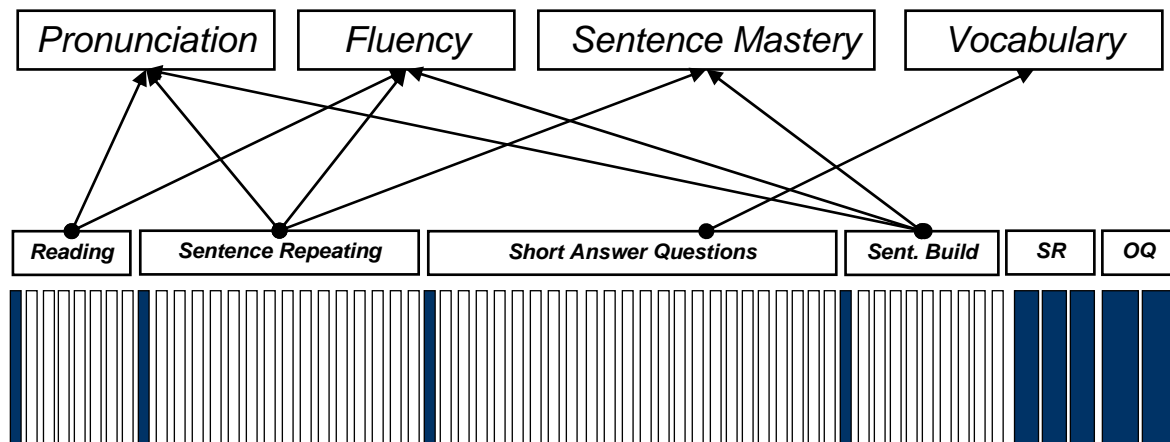 Pronunciation Fluency Sentence Mastery Vocabulary
Reading Sentence Repeating Short Answer Questions Sent. Build SR OQ